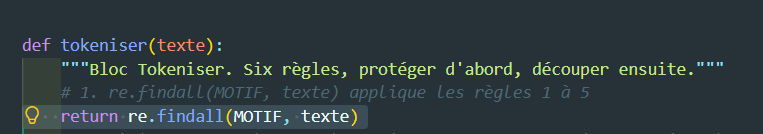 def tokeniser(texte):
"""Bloc Tokeniser. Six règles, protéger d'abord, découper ensuite."""
# 1. re.findall(MOTIF, texte) applique les règles 1 à 5
return re.findall(MOTIF, texte)